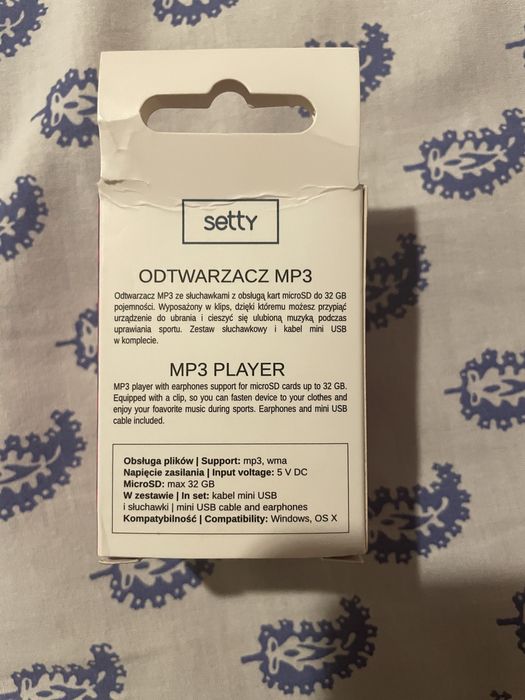 setty
ODTWARZACZ MP3
Odtwarzacz MP3 ze słuchawkami z obsługą kart microSD do 32 GB
pojemności. Wyposażony w klips, dzięki któremu możesz przypiąć
urządzenie do ubrania i cieszyć się ulubioną muzyką podczas
uprawiania sportu. Zestaw słuchawkowy i kabel mini USB
w komplecie.
MP3 PLAYER
MP3 player with earphones support for microSD cards up to 32 GB.
Equipped with a clip, so you can fasten device to your clothes and
enjoy your foavorite music during sports. Earphones and mini USB
cable included.
Obsługa plików | Support: mp3, wma
Napięcie zasilania | Input voltage: 5 V DC
MicroSD: max 32 GB
W zestawie | In set: kabel mini USB
i słuchawki | mini USB cable and earphones
Kompatybilność | Compatibility: Windows, OS X